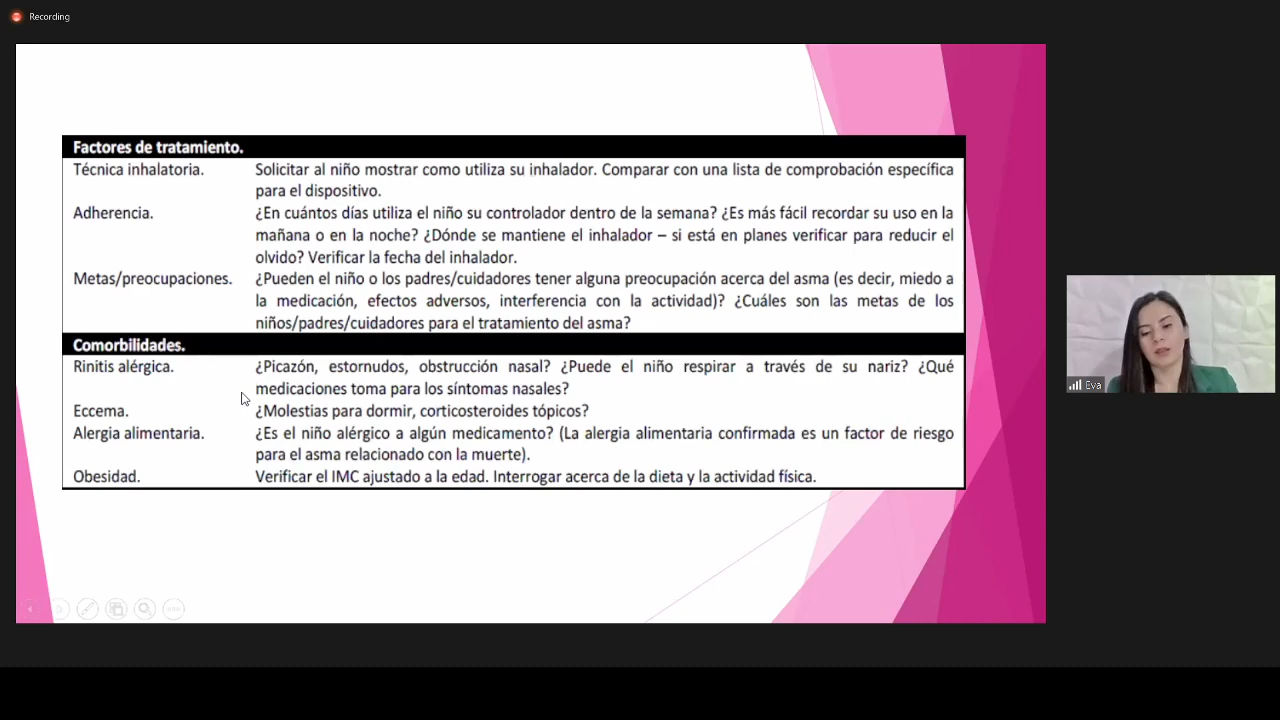 Recording
Factores de tratamiento.
Técnica inhalatoria. Solicitar al niño mostrar como utiliza su inhalador. Comparar con una lista de comprobación específica
para el dispositivo.
Adherencia. ¿En cuántos días utiliza el niño su controlador dentro de la semana? ¿Es más fácil recordar su uso en la
mañana o en la noche? ¿Dónde se mantiene el inhalador – si está en planes verificar para reducir el
olvido? Verificar la fecha del inhalador.
Metas/preocupaciones. ¿Pueden el niño o los padres/cuidadores tener alguna preocupación acerca del asma (es decir, miedo a
la medicación, efectos adversos, interferencia con la actividad)? ¿Cuáles son las metas de los
niños/padres/cuidadores para el tratamiento del asma?
Comorbilidades.
Rinitis alérgica. ¿Picazón, estornudos, obstrucción nasal? ¿Puede el niño respirar a través de su nariz? ¿Qué
medicaciones toma para los síntomas nasales?
Eccema. ¿Molestias para dormir, corticosteroides tópicos?
Alergia alimentaria. ¿Es el niño alérgico a algún medicamento? (La alergia alimentaria confirmada es un factor de riesgo
para el asma relacionado con la muerte).
Obesidad. Verificar el IMC ajustado a la edad. Interrogar acerca de la dieta y la actividad física.
Eva